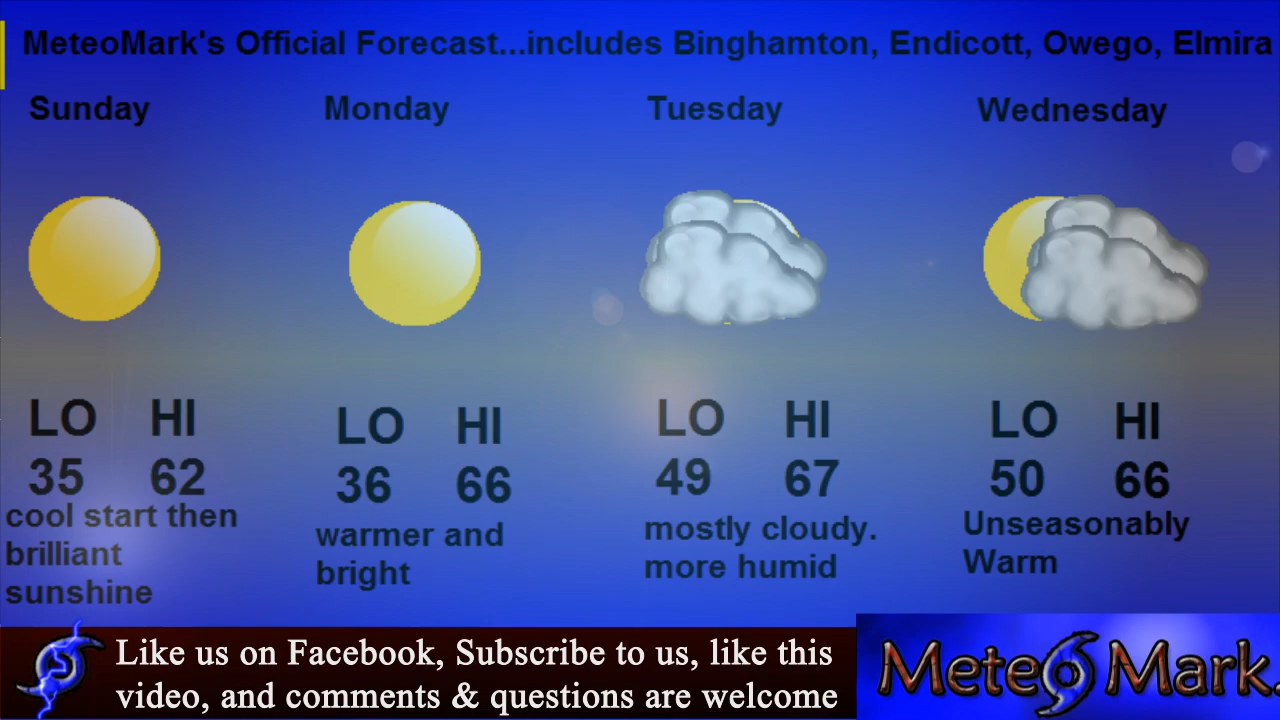 MeteoMark's Official Forecast...includes Binghamton, Endicott, Owego, Elmira
Sunday
Monday
Tuesday
Wednesday
LO HI
35 62
cool start then
brilliant
sunshine
LO HI
36 66
warmer and
bright
LO HI
49 67
mostly cloudy.
more humid
LO HI
50 66
Unseasonably
Warm
Like us on Facebook, Subscribe to us, like this
video, and comments & questions are welcome
MeteoMark.